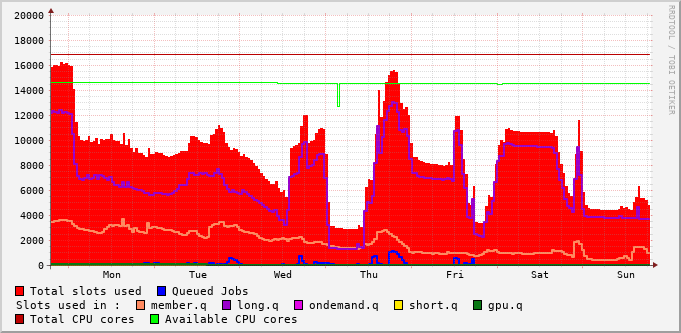 RRDTOOL / TOBI OETIKER
20000
18000
16000
14000
12000
10000
8000
6000
4000
2000
0
Mon Tue Wed Thu Fri Sat Sun
Total slots used Queued Jobs
Slots used in : member.q long.q ondemand.q short.q gpu.q
Total CPU cores Available CPU cores